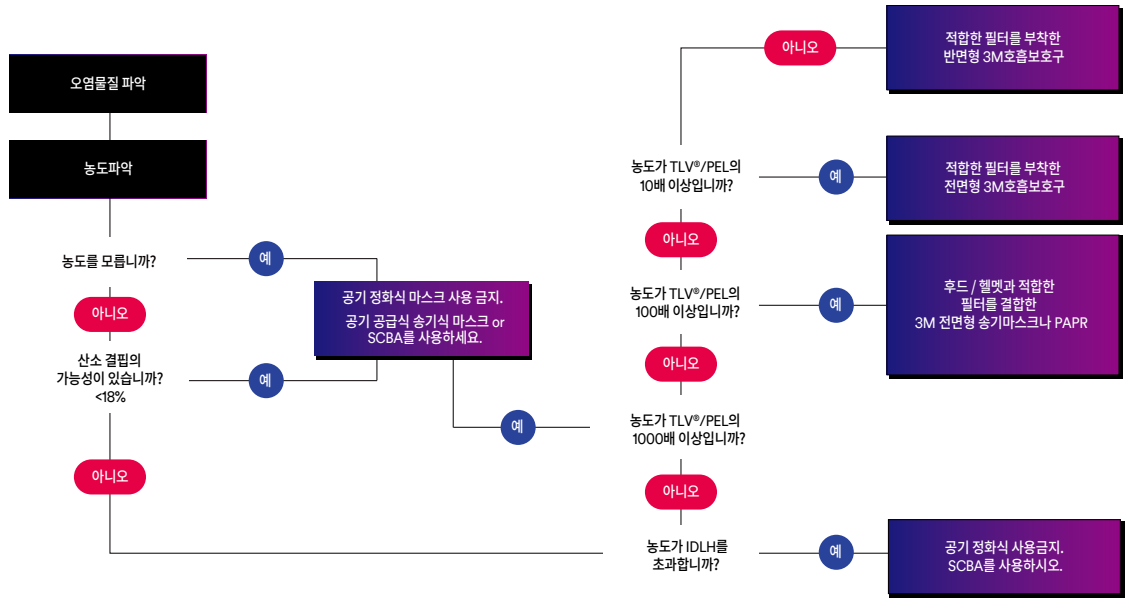 오염물질 파악
농도파악
농도를 모릅니까?
예
아니오
공기 정화식 마스크 사용 금지.
공기 공급식 송기식 마스크 or
SCBA를 사용하세요.
산소 결핍의
가능성이 있습니까?
<18%
예
아니오
예
아니오
적합한 필터를 부착한
반면형 3M호흡보호구
농도가 TLV®/PEL의
10배 이상입니까?
예
적합한 필터를 부착한
전면형 3M호흡보호구
아니오
농도가 TLV®/PEL의
100배 이상입니까?
예
후드 / 헬멧과 적합한
필터를 결합한
3M 전면형 송기마스크나 PAPR
아니오
농도가 TLV®/PEL의
1000배 이상입니까?
아니오
농도가 IDLH를
초과합니까?
예
공기 정화식 사용금지.
SCBA를 사용하시오.